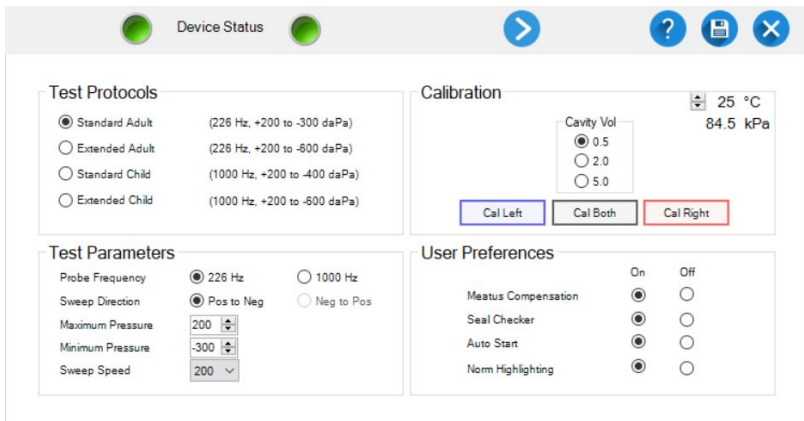 Device Status
?
Test Protocols
Standard Adult (226 Hz, +200 to -300 daPa)
Extended Adult (226 Hz, +200 to -600 daPa)
Standard Child (1000 Hz, +200 to -400 daPa)
Extended Child (1000 Hz, +200 to -600 daPa)
Calibration
25 °C
84.5 kPa
Cavity Vol
0.5
2.0
5.0
Cal Left Cal Both Cal Right
Test Parameters
Probe Frequency 226 Hz 1000 Hz
Sweep Direction Pos to Neg Neg to Pos
Maximum Pressure 200
Minimum Pressure -300
Sweep Speed 200
User Preferences
On Off
Meatus Compensation
Seal Checker
Auto Start
Norm Highlighting